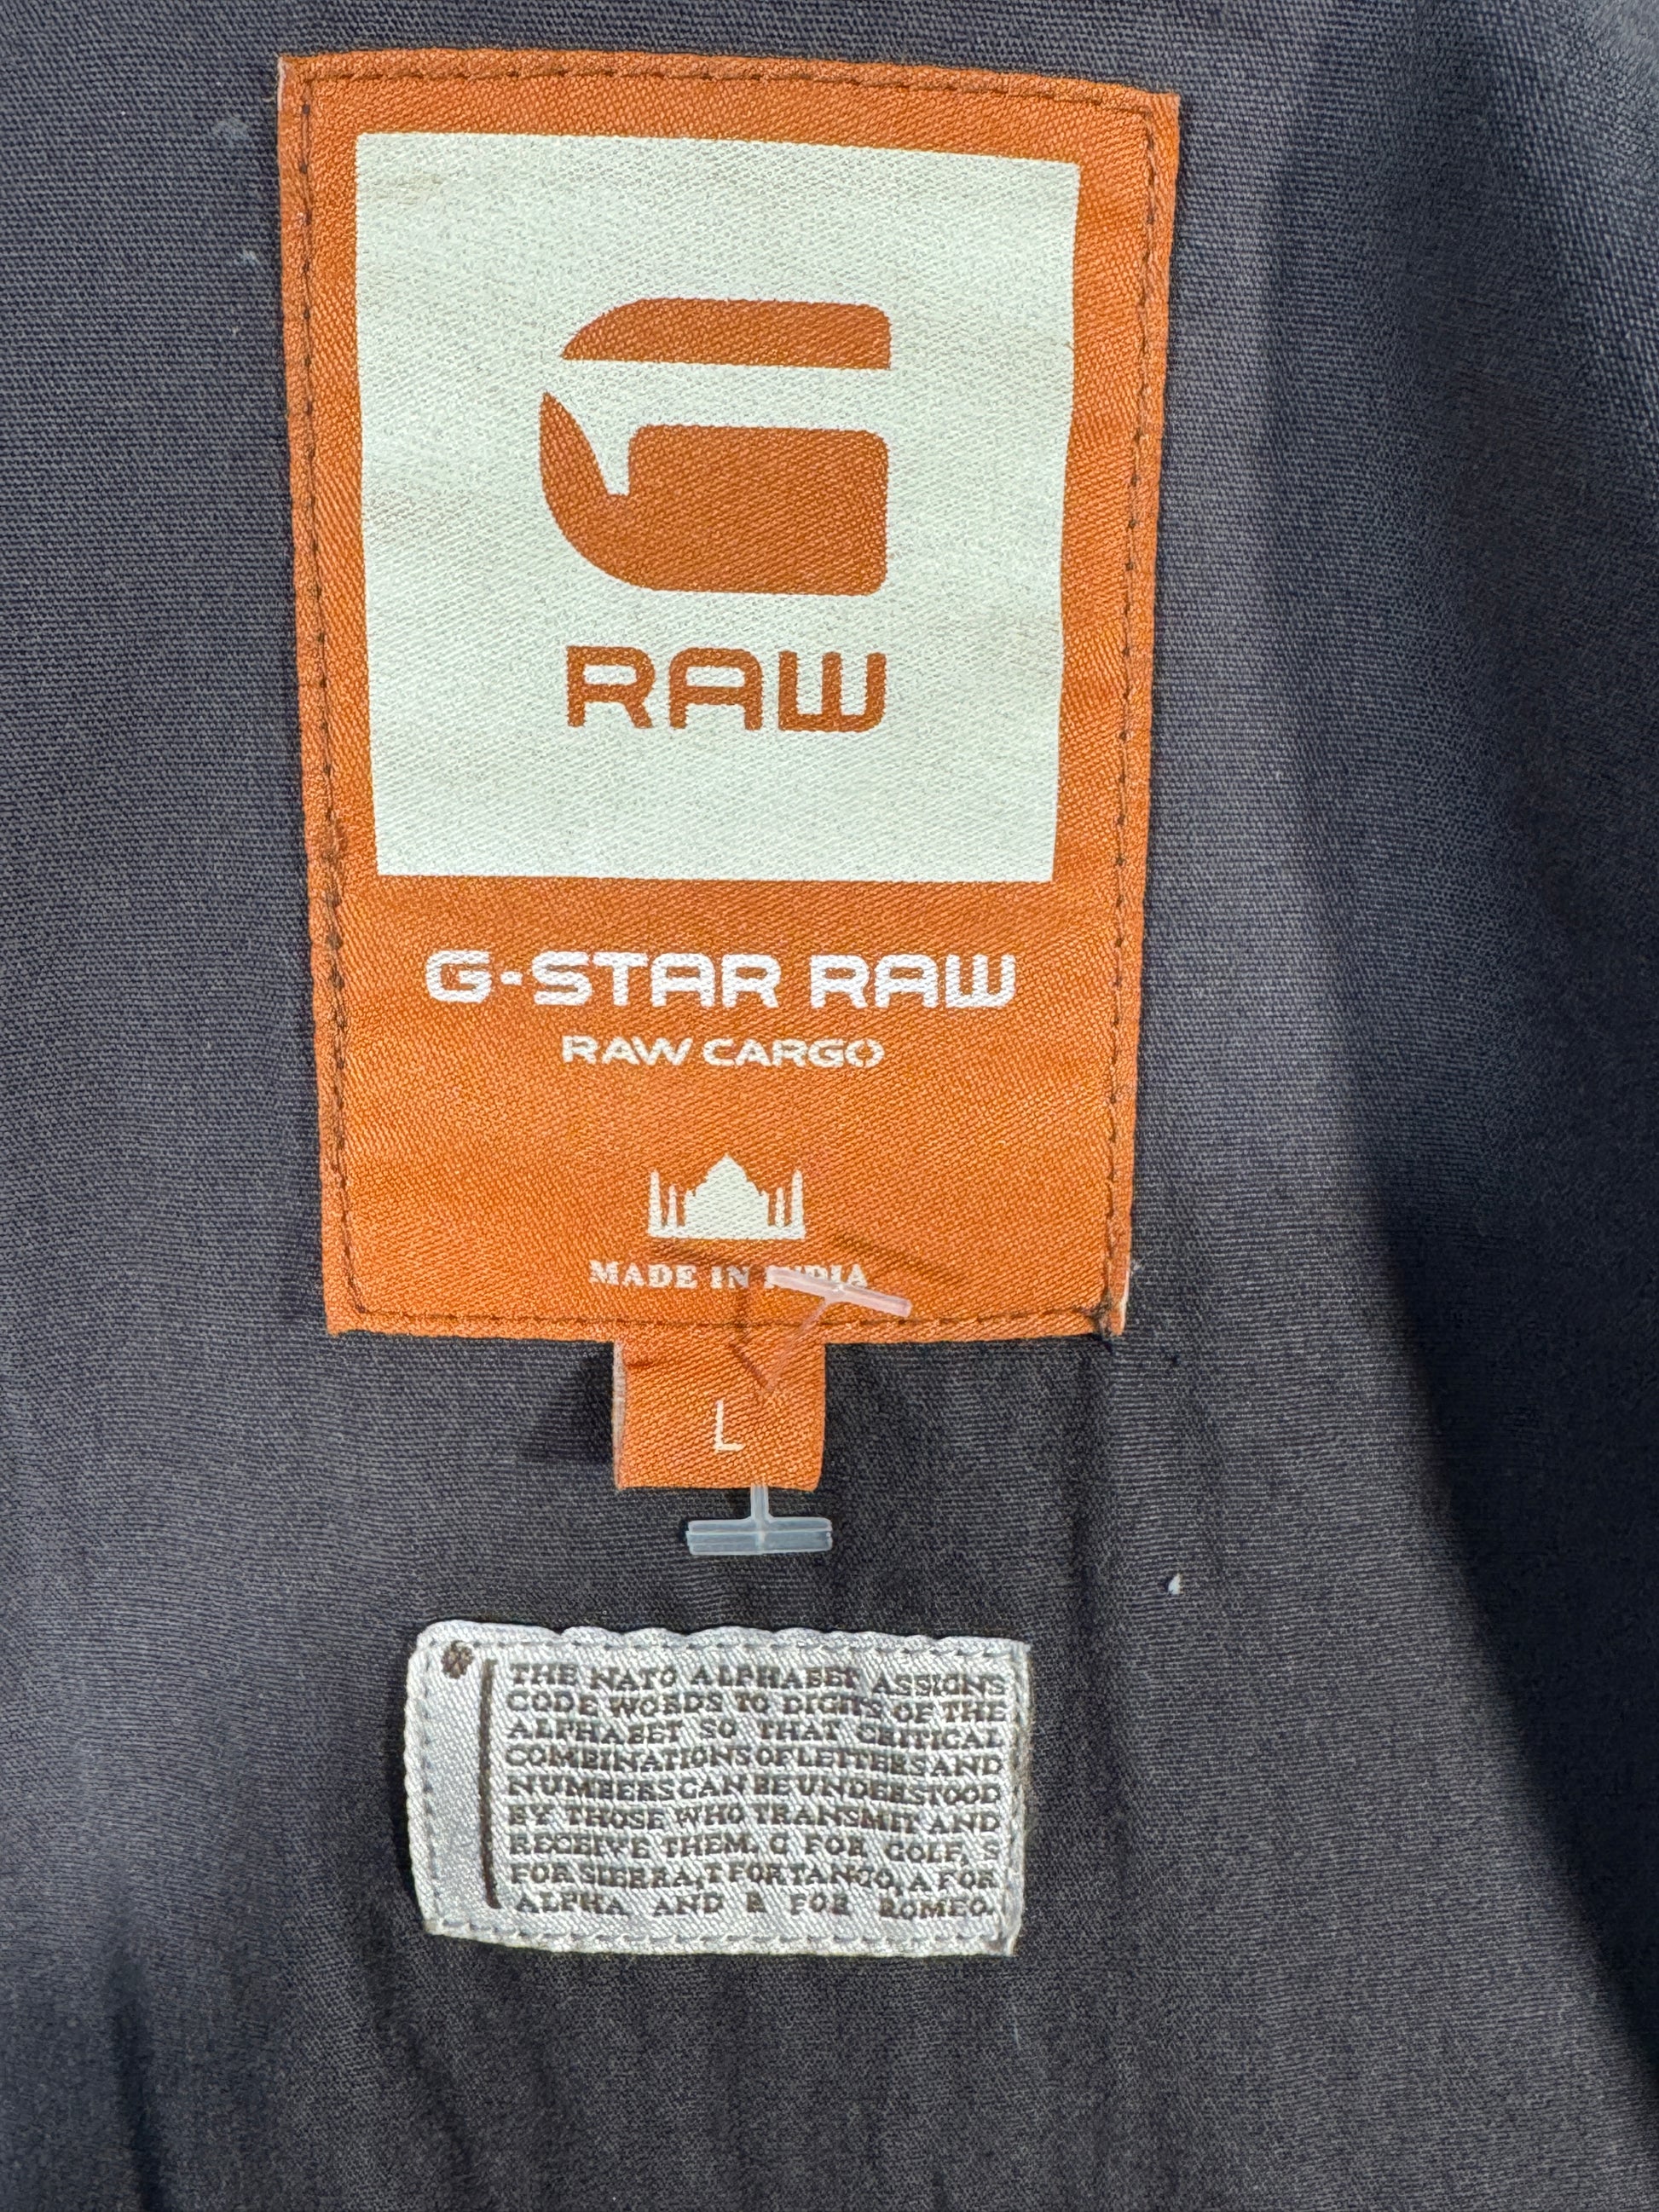 RAW
G-STAR RAW
RAW CARGO
MADE IN INDIA
L
THE NATO ALPHABET ASSIGNS
CODE WORDS TO DIGITS OF THE
ALPHABET SO THAT CRITICAL
COMBINATIONS OF LETTERS AND
NUMBERS CAN BE UNDERSTOOD
BY THOSE WHO TRANSMIT AND
RECEIVE THEM. G FOR GOLF, S
FOR SIERRA, T FOR TANGO, A FOR
ALPHA AND R FOR ROMEO.